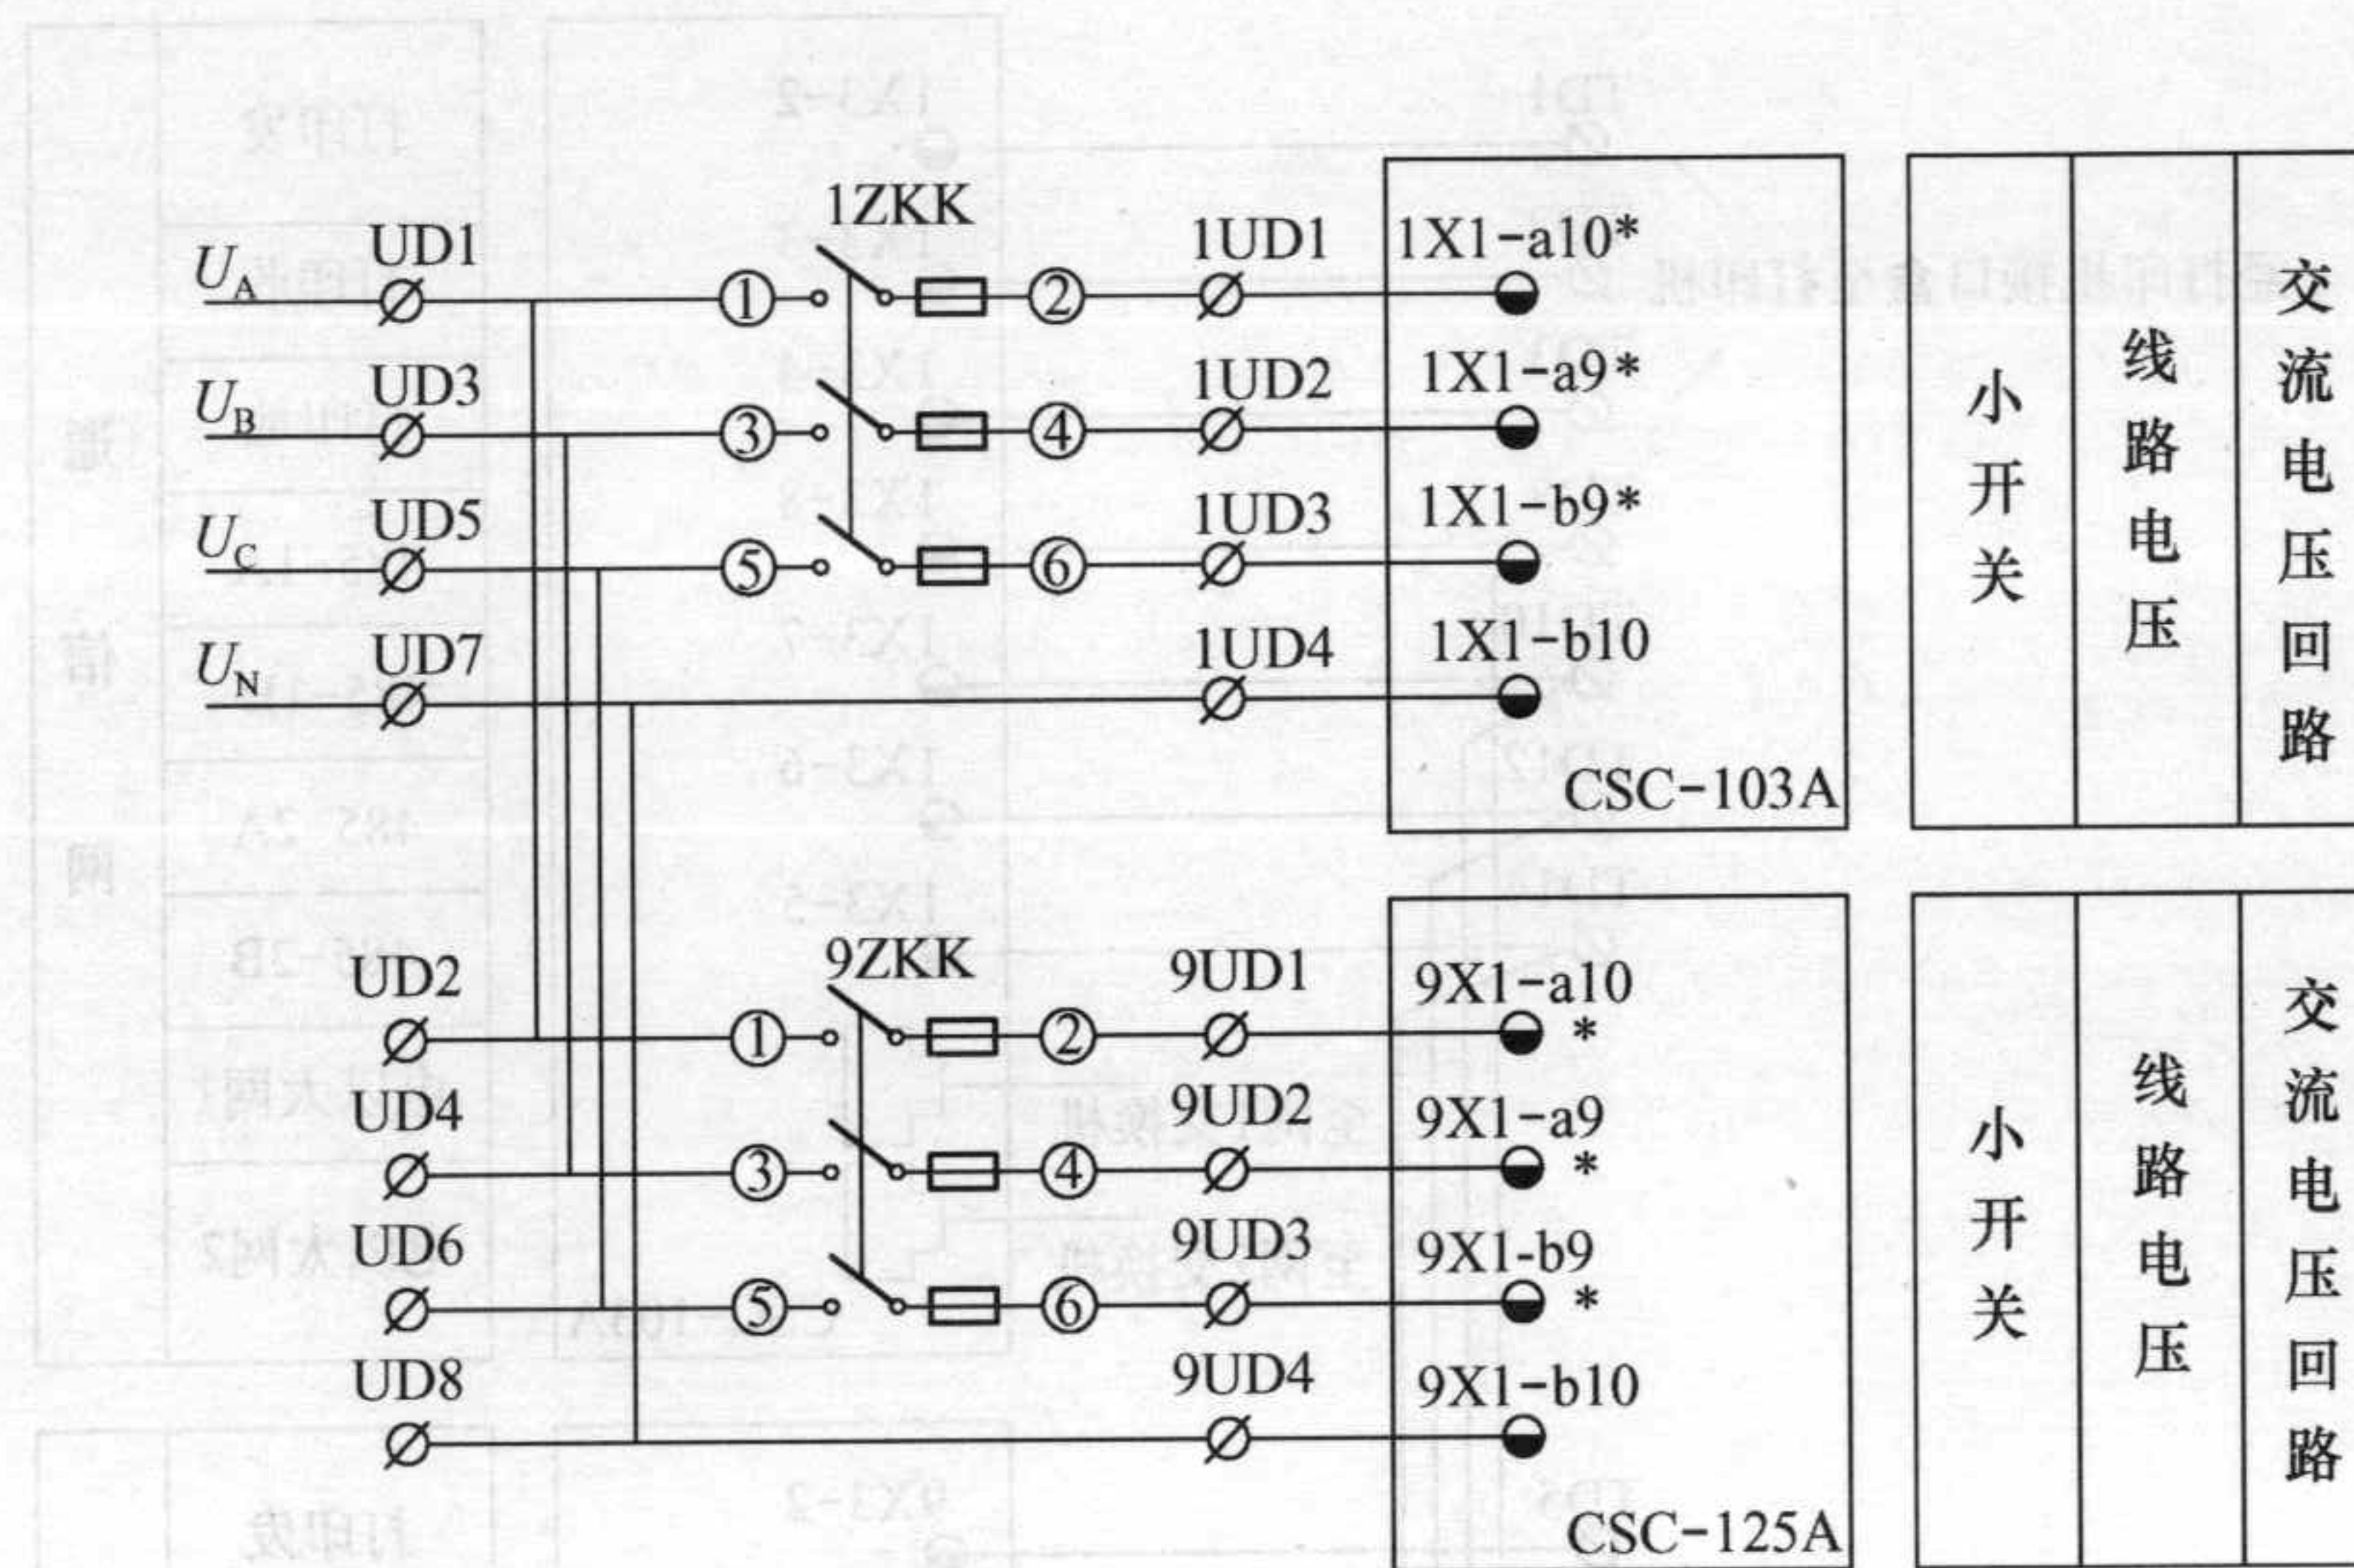 1ZKK
U_A UD1 ① ② 1UD1 1X1-a10*
U_B UD3 ③ ④ 1UD2 1X1-a9*
U_C UD5 ⑤ ⑥ 1UD3 1X1-b9*
U_N UD7 1UD4 1X1-b10
CSC-103A
小开关
线路电压
交流电压回路
9ZKK
UD2 ① ② 9UD1 9X1-a10 *
UD4 ③ ④ 9UD2 9X1-a9 *
UD6 ⑤ ⑥ 9UD3 9X1-b9 *
UD8 9UD4 9X1-b10
CSC-125A
小开关
线路电压
交流电压回路